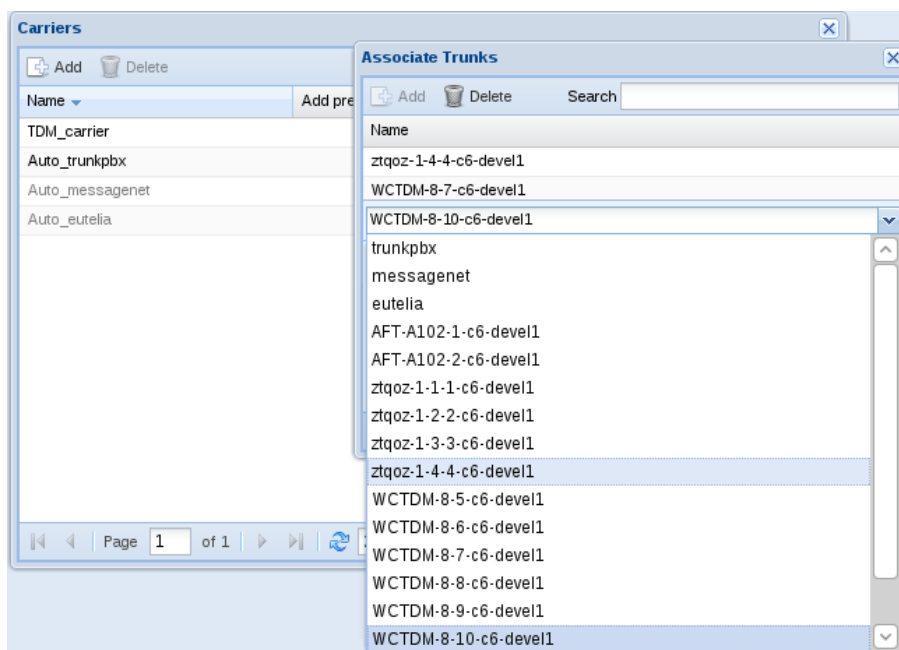 Carriers
Add Delete
Name Add pre
TDM_carrier
Auto_trunkpbx
Auto_messagenet
Auto_eutelia
Page 1 of 1
Associate Trunks
Add Delete Search
Name
ztqoz-1-4-4-c6-devel1
WCTDM-8-7-c6-devel1
WCTDM-8-10-c6-devel1
trunkpbx
messagenet
eutelia
AFT-A102-1-c6-devel1
AFT-A102-2-c6-devel1
ztqoz-1-1-1-c6-devel1
ztqoz-1-2-2-c6-devel1
ztqoz-1-3-3-c6-devel1
ztqoz-1-4-4-c6-devel1
WCTDM-8-5-c6-devel1
WCTDM-8-6-c6-devel1
WCTDM-8-7-c6-devel1
WCTDM-8-8-c6-devel1
WCTDM-8-9-c6-devel1
WCTDM-8-10-c6-devel1